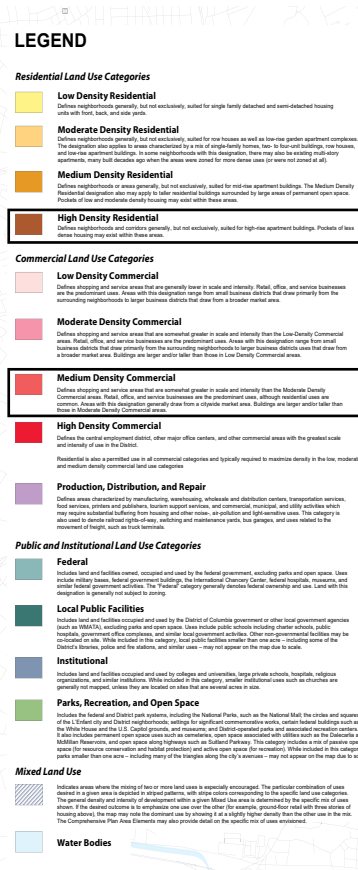 LEGEND
Residential Land Use Categories
Low Density Residential
Defines neighborhoods generally, but not exclusively, suited for single family detached and semi-detached housing
units with front, back, and side yards.
Moderate Density Residential
Defines neighborhoods generally, but not exclusively, suited for row houses as well as low-rise garden apartment complexes.
The designation also applies to areas characterized by a mix of single-family homes, two- to four-unit buildings, row houses,
and low-rise apartment buildings. In some neighborhoods with this designation, there may also be existing multi-story
apartments, many built decades ago when the areas were zoned for more dense uses (or were not zoned at all).
Medium Density Residential
Defines neighborhoods or areas generally, but not exclusively, suited for mid-rise apartment buildings. The Medium Density
Residential designation also may apply to taller residential buildings surrounded by large areas of permanent open space.
Pockets of low and moderate density housing may exist within these areas.
High Density Residential
Defines neighborhoods and corridors generally, but not exclusively, suited for high-rise apartment buildings. Pockets of less
dense housing may exist within these areas.
Commercial Land Use Categories
Low Density Commercial
Defines shopping and service areas that are generally lower in scale and intensity. Retail, office, and service businesses
are the predominant uses. Areas with this designation range from small business districts that draw primarily from the
surrounding neighborhoods to larger business districts that draw from a broader market area.
Moderate Density Commercial
Defines shopping and service areas that are somewhat greater in scale and intensity than the Low-Density Commercial
areas. Retail, office, and service businesses are the predominant uses. Areas with this designation range from small
business districts that draw primarily from the surrounding neighborhoods to larger business districts uses that draw from
a broader market area. Buildings are larger and/or taller than those in Low Density Commercial areas.
Medium Density Commercial
Defines shopping and service areas that are somewhat greater in scale and intensity than the Moderate Density
Commercial areas. Retail, office, and service businesses are the predominant uses, although residential uses are
common. Areas with this designation generally draw from a citywide market area. Buildings are larger and/or taller than
those in Moderate Density Commercial areas.
High Density Commercial
Defines the central employment district, other major office centers, and other commercial areas with the greatest scale
and intensity of use in the District.
Residential is also a permitted use in all commercial categories and typically required to maximize density in the low, moderat
and medium density commercial land use categories
Production, Distribution, and Repair
Defines areas characterized by manufacturing, warehousing, wholesale and distribution centers, transportation services,
food services, printers and publishers, tourism support services, and commercial, municipal, and utility activities which
may require substantial buffering from housing and other noise-, air-pollution and light-sensitive uses. This category is
also used to denote railroad rights-of-way, switching and maintenance yards, bus garages, and uses related to the
movement of freight, such as truck terminals.
Public and Institutional Land Use Categories
Federal
Includes land and facilities owned, occupied and used by the federal government, excluding parks and open space. Uses
include military bases, federal government buildings, the International Chancery Center, federal hospitals, museums, and
similar federal government activities. The "Federal" category generally denotes federal ownership and use. Land with this
designation is generally not subject to zoning.
Local Public Facilities
Includes land and facilities occupied and used by the District of Columbia government or other local government agencies
(such as WMATA), excluding parks and open space. Uses include public schools including charter schools, public
hospitals, government office complexes, and similar local government activities. Other non-governmental facilities may be
co-located on site. While included in this category, local public facilities smaller than one acre – including some of the
District's libraries, police and fire stations, and similar uses – may not appear on the map due to scale.
Institutional
Includes land and facilities occupied and used by colleges and universities, large private schools, hospitals, religious
organizations, and similar institutions. While included in this category, smaller institutional uses such as churches are
generally not mapped, unless they are located on sites that are several acres in size.
Parks, Recreation, and Open Space
Includes the federal and District park systems, including the National Parks, such as the National Mall; the circles and squares
of the L'Enfant city and District neighborhoods; settings for significant commemorative works, certain federal buildings such as
the White House and the U.S. Capitol grounds, and museums; and District-operated parks and associated recreation centers.
It also includes permanent open space uses such as cemeteries, open space associated with utilities such as the Dalecarlia a
McMillan Reservoirs, and open space along highways such as Suitland Parkway. This category includes a mix of passive ope
space (for resource conservation and habitat protection) and active open space (for recreation). While included in this categor
parks smaller than one acre – including many of the triangles along the city's avenues – may not appear on the map due to sc
Mixed Land Use
Indicates areas where the mixing of two or more land uses is especially encouraged. The particular combination of uses
desired in a given area is depicted in striped patterns, with stripe colors corresponding to the specific land use categories.
The general density and intensity of development within a given Mixed Use area is determined by the specific mix of uses
shown. If the desired outcome is to emphasize one use over the other (for example, ground-floor retail with three stories of
housing above), the map may note the dominant use by showing it at a slightly higher density than the other use in the mix.
The Comprehensive Plan Area Elements may also provide detail on the specific mix of uses envisioned.
Water Bodies